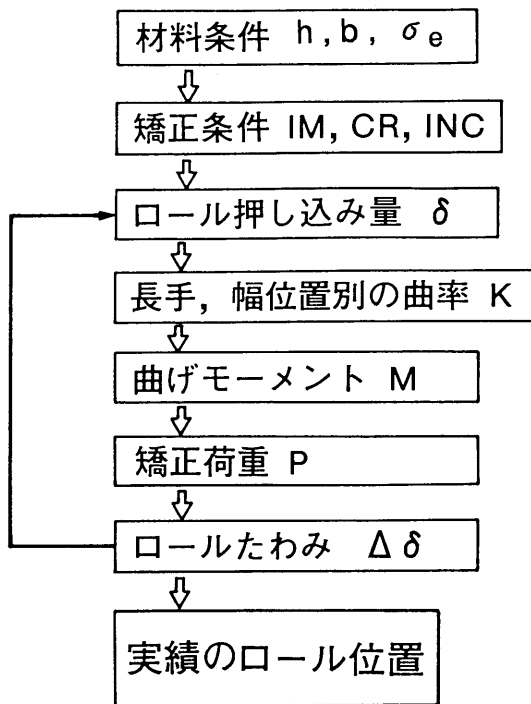 材料条件 h, b, σe
矯正条件 IM, CR, INC
ロール押し込み量 δ
長手, 幅位置別の曲率 K
曲げモーメント M
矯正荷重 P
ロールたわみ Δδ
実績のロール位置